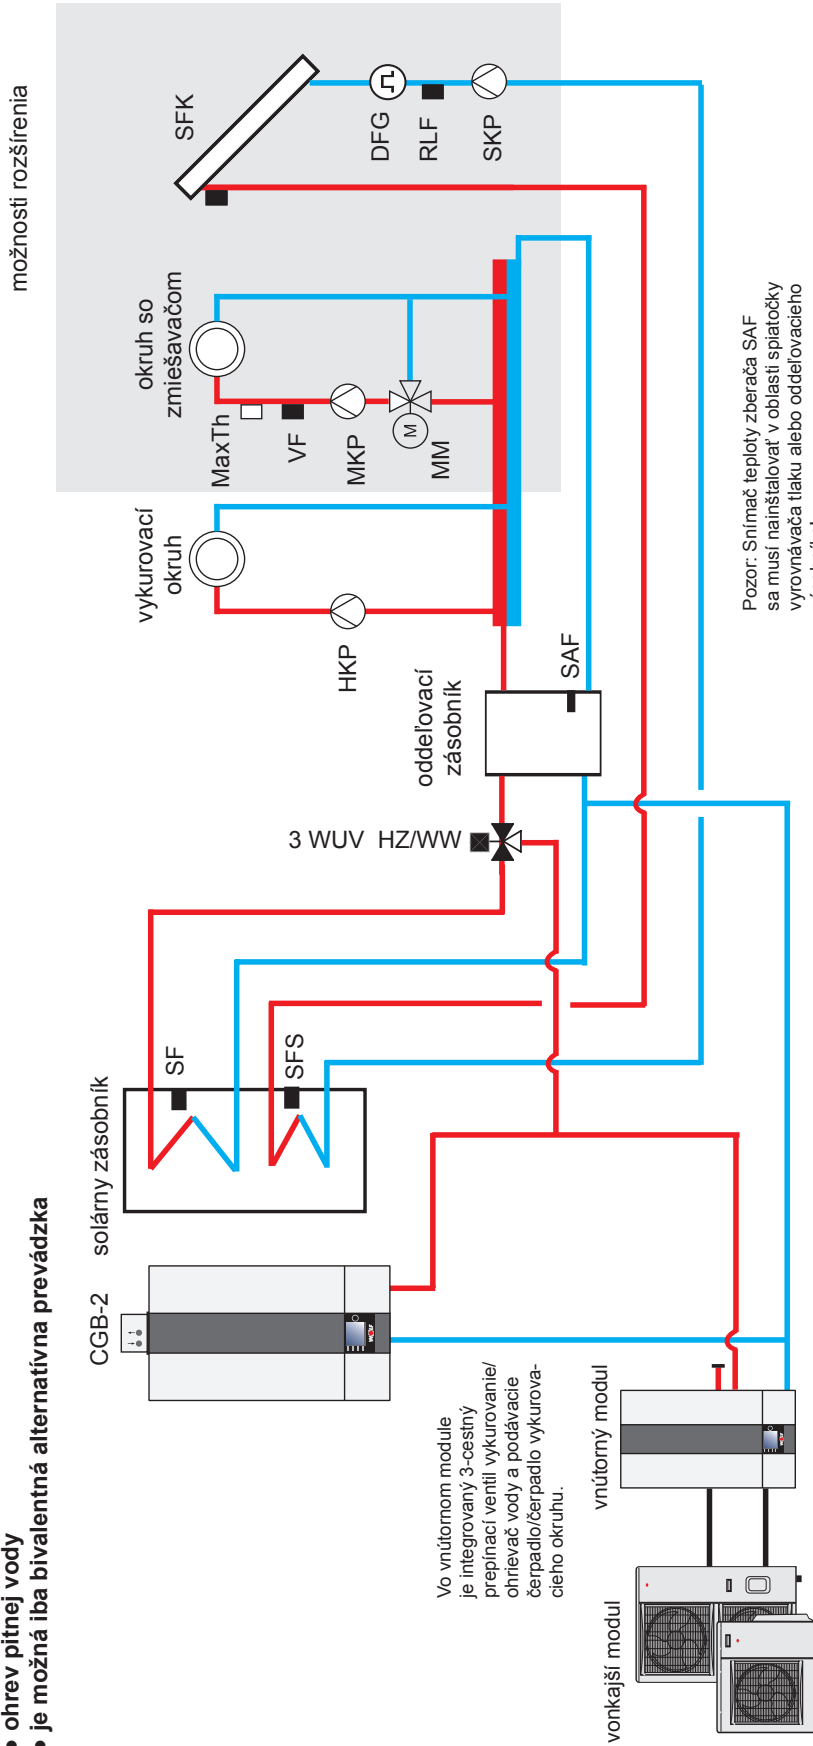 • ohrev pitnej vody
• je možná iba bivalentná alternatívna prevádzka
možnosti rozšírenia
CGB-2
WOLF
solárny zásobník
SF
SFS
3 WUV HZ/WW
oddeľovací
zásobník
SAF
vykurovací
okruh
HKP
okruh so
zmiešavačom
MaxTh
VF
MKP
M
MM
SFK
DFG
RLF
SKP
Vo vnútornom module
je integrovaný 3-cestný
prepínací ventil vykurovanie/
ohrievač vody a podávacie
čerpadlo/čerpadlo vykurova-
cieho okruhu.
vnútorný modul
WOLF
vonkajší modul
Pozor: Snímač teploty zberača SAF
sa musí nainštalovať v oblasti spiatočky
vyrovnávača tlaku alebo oddeľovacieho